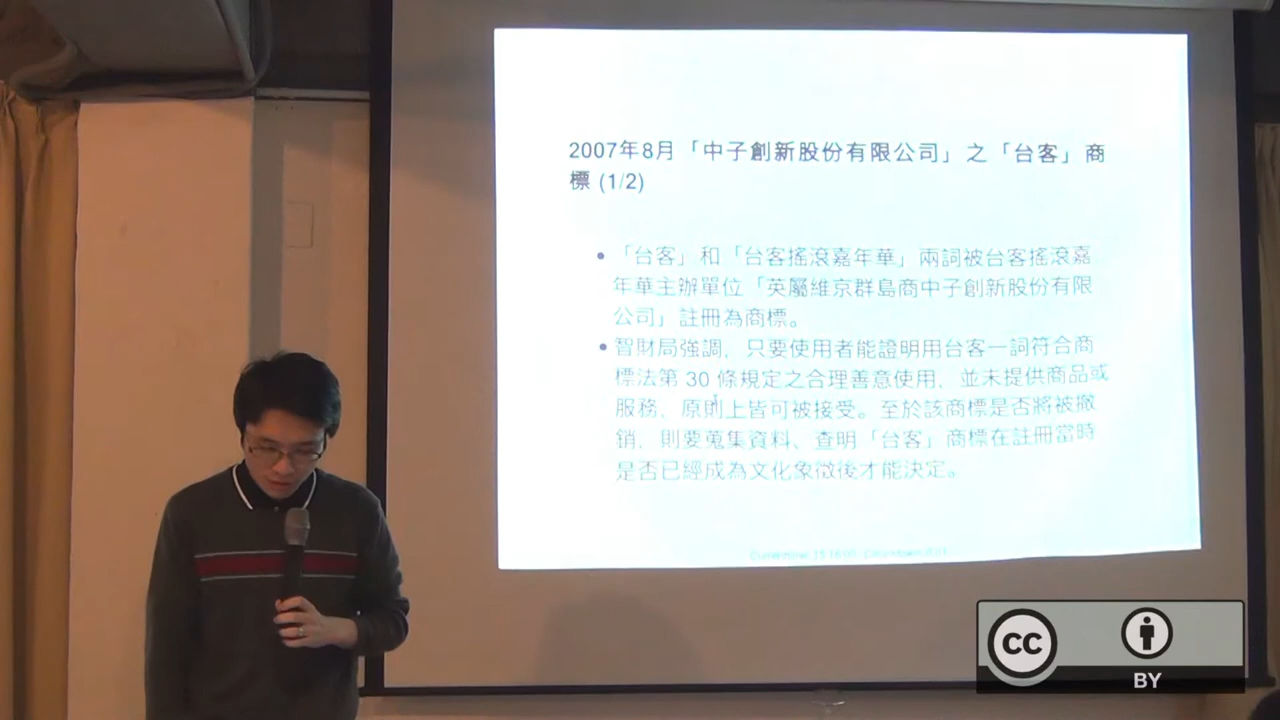 2007年8月「中子創新股份有限公司」之「台客」商
標 (1/2)
•「台客」和「台客搖滾嘉年華」兩詞被台客搖滾嘉
年華主辦單位「英屬維京群島商中子創新股份有限
公司」註冊為商標。
•智財局強調，只要使用者能證明用台客一詞符合商
標法第 30 條規定之合理善意使用，並未提供商品或
服務，原則上皆可被接受。至於該商標是否將被撤
銷，則要蒐集資料、查明「台客」商標在註冊當時
是否已經成為文化象徵後才能決定。
CC
BY